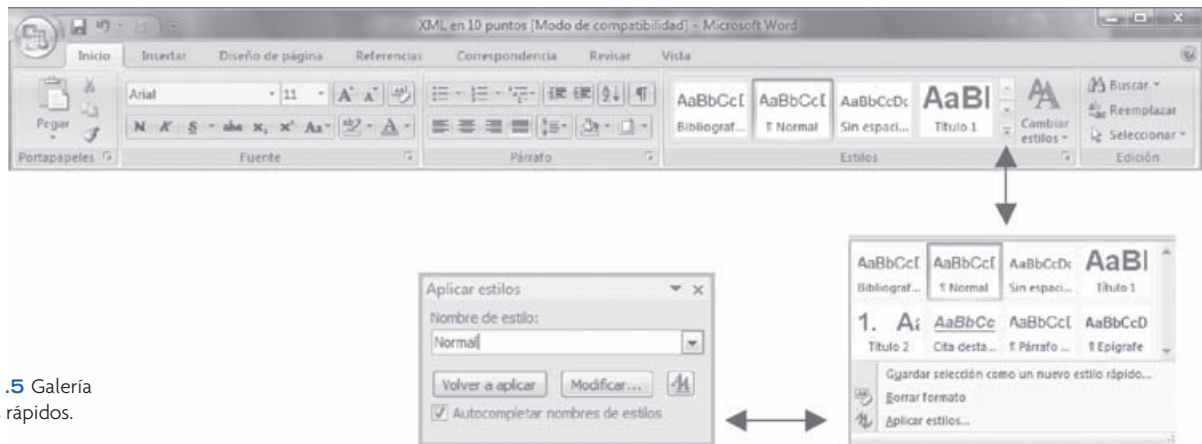 XML en 10 puntos [Modo de compatibilidad] - Microsoft Word
Inicio Insertar Diseño de página Referencias Correspondencia Revisar Vista
Pegar
Arial 11
N K S abc x, x² Aa
Portapapeles Fuente Párrafo Estilos Edición
AaBbCcI AaBbCcI AaBbCcDc AaBl
Bibliograf... ¶ Normal Sin espaci... Título 1
Cambiar estilos
Buscar
Reemplazar
Seleccionar
AaBbCcI AaBbCcI AaBbCcDc AaBl
Bibliograf... ¶ Normal Sin espaci... Título 1
1. Aa AaBbCc AaBbCcI AaBbCcD
Título 2 Cita desta... ¶ Párrafo ... ¶ Epígrafe
Guardar selección como un nuevo estilo rápido...
Borrar formato
Aplicar estilos...
Aplicar estilos
Nombre de estilo:
Normal
Volver a aplicar Modificar...
Autocompletar nombres de estilos
.5 Galería
rápidos.